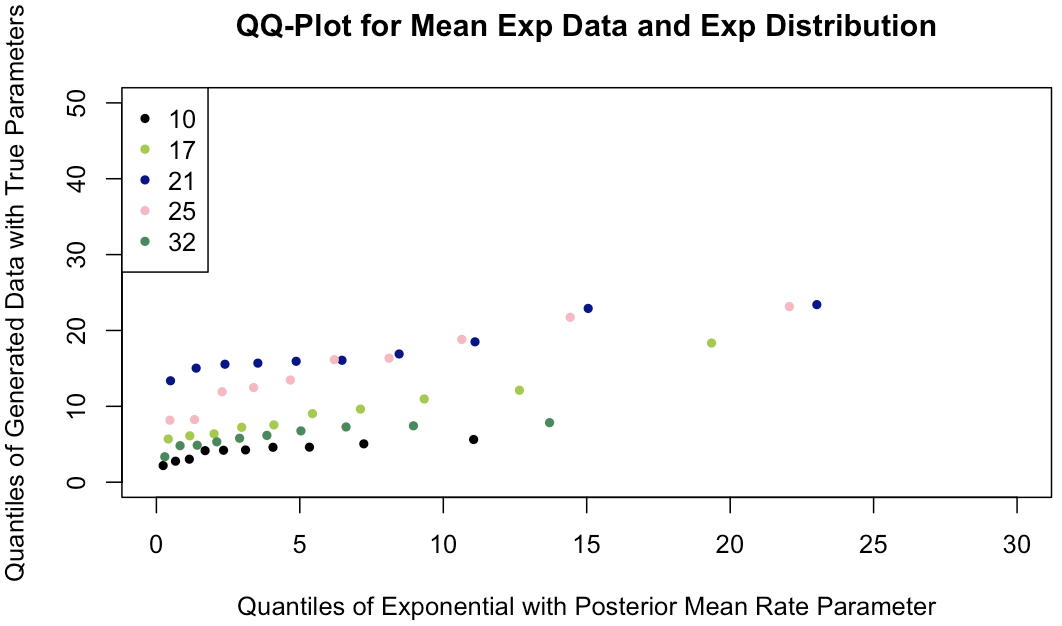 QQ-Plot for Mean Exp Data and Exp Distribution
Quantiles of Generated Data with True Parameters
50
40
30
20
10
0
10
17
21
25
32
0 5 10 15 20 25 30
Quantiles of Exponential with Posterior Mean Rate Parameter